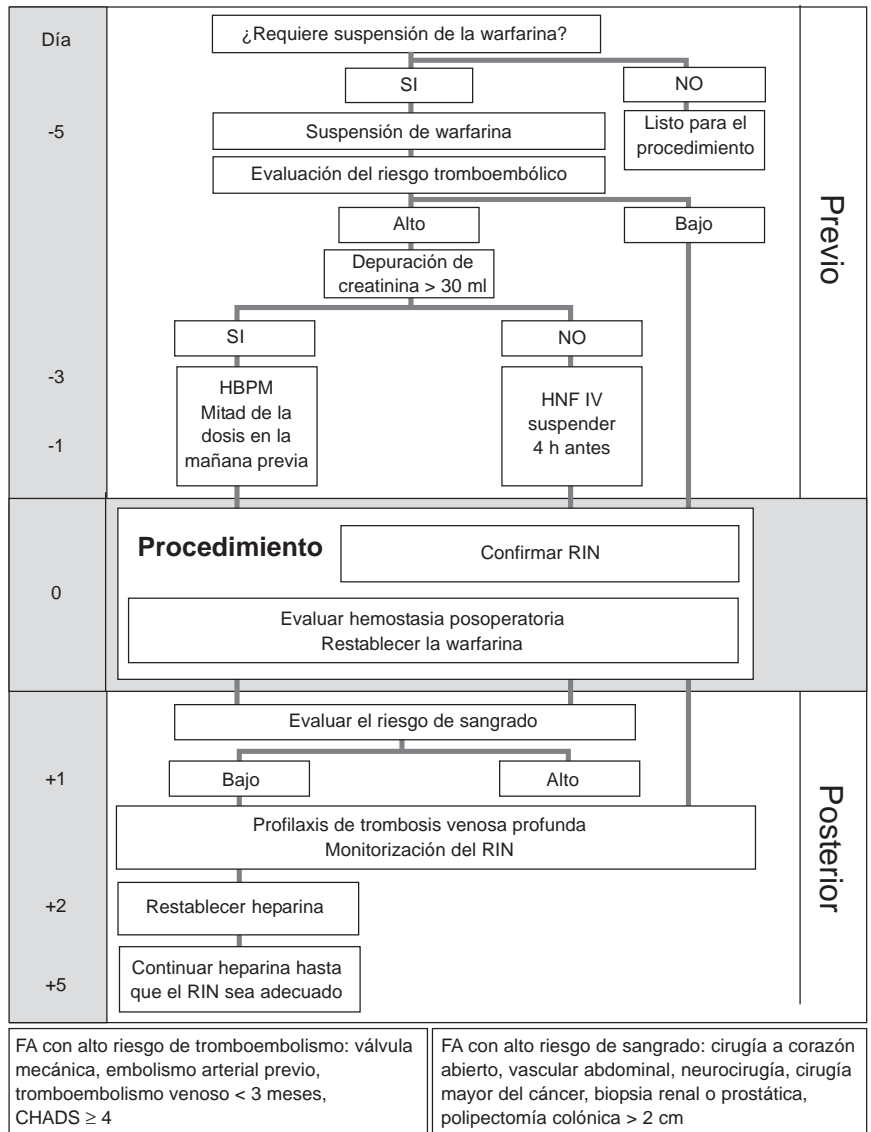 Día
¿Requiere suspensión de la warfarina?
SI
NO
-5
Suspensión de warfarina
Listo para el
procedimiento
Evaluación del riesgo tromboembólico
Alto
Bajo
Depuración de
creatinina > 30 ml
SI
NO
-3
-1
HBPM
Mitad de la
dosis en la
mañana previa
HNF IV
suspender
4 h antes
Previo
0
Procedimiento
Confirmar RIN
Evaluar hemostasia posoperatoria
Restablecer la warfarina
Evaluar el riesgo de sangrado
+1
Bajo
Alto
Profilaxis de trombosis venosa profunda
Monitorización del RIN
+2
Restablecer heparina
+5
Continuar heparina hasta
que el RIN sea adecuado
Posterior
FA con alto riesgo de tromboembolismo: válvula
mecánica, embolismo arterial previo,
tromboembolismo venoso < 3 meses,
CHADS ≥ 4
FA con alto riesgo de sangrado: cirugía a corazón
abierto, vascular abdominal, neurocirugía, cirugía
mayor del cáncer, biopsia renal o prostática,
polipectomía colónica > 2 cm